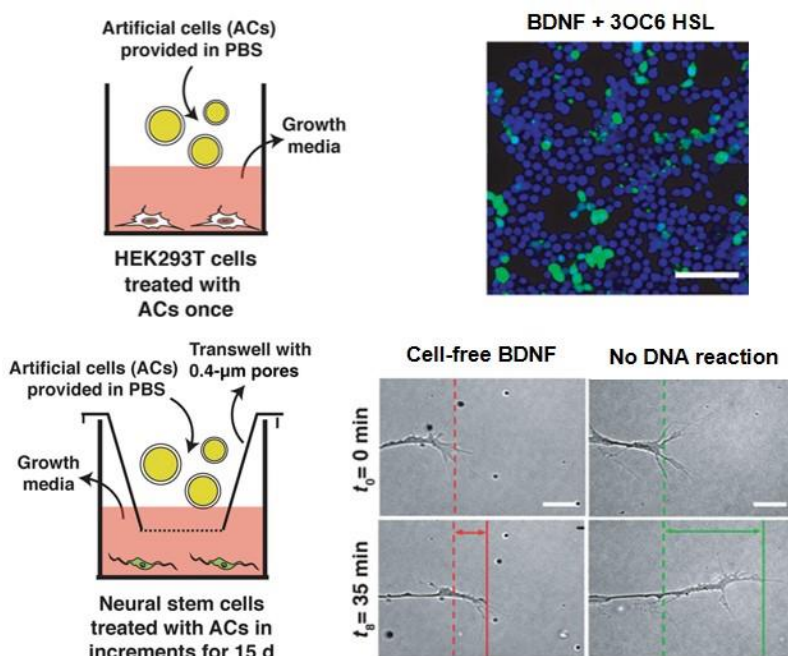 Artificial cells (ACs)
provided in PBS
Growth
media
HEK293T cells
treated with
ACs once
BDNF + 3OC6 HSL
Artificial cells (ACs)
provided in PBS
Transwell with
0.4-µm pores
Growth
media
Neural stem cells
treated with ACs in
increments for 15 d
Cell-free BDNF
No DNA reaction
t0= 0 min
t8= 35 min